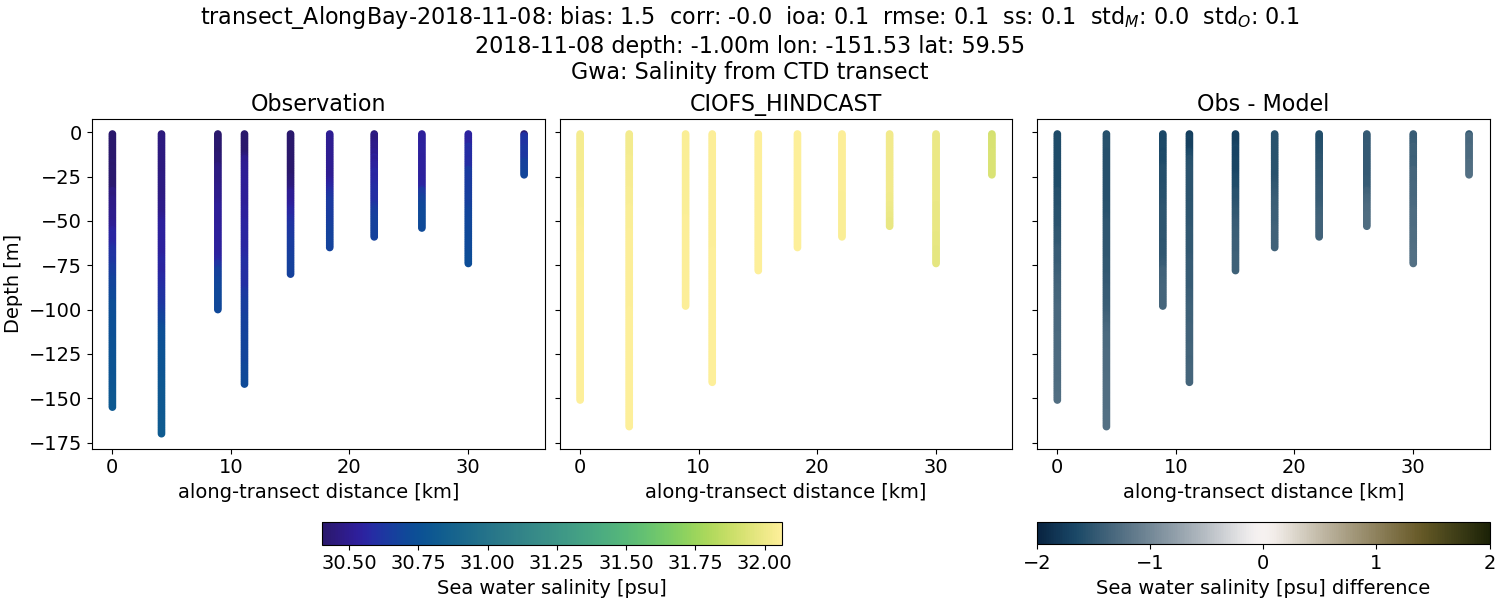 transect_AlongBay-2018-11-08: bias: 1.5  corr: -0.0  ioa: 0.1  rmse: 0.1  ss: 0.1  std_M: 0.0  std_O: 0.1
2018-11-08 depth: -1.00m lon: -151.53 lat: 59.55
Gwa: Salinity from CTD transect
Observation
CIOFS_HINDCAST
Obs - Model
Depth [m]
0
−25
−50
−75
−100
−125
−150
−175
0 10 20 30
0 10 20 30
0 10 20 30
along-transect distance [km]
along-transect distance [km]
along-transect distance [km]
30.50 30.75 31.00 31.25 31.50 31.75 32.00
Sea water salinity [psu]
−2 −1 0 1 2
Sea water salinity [psu] difference